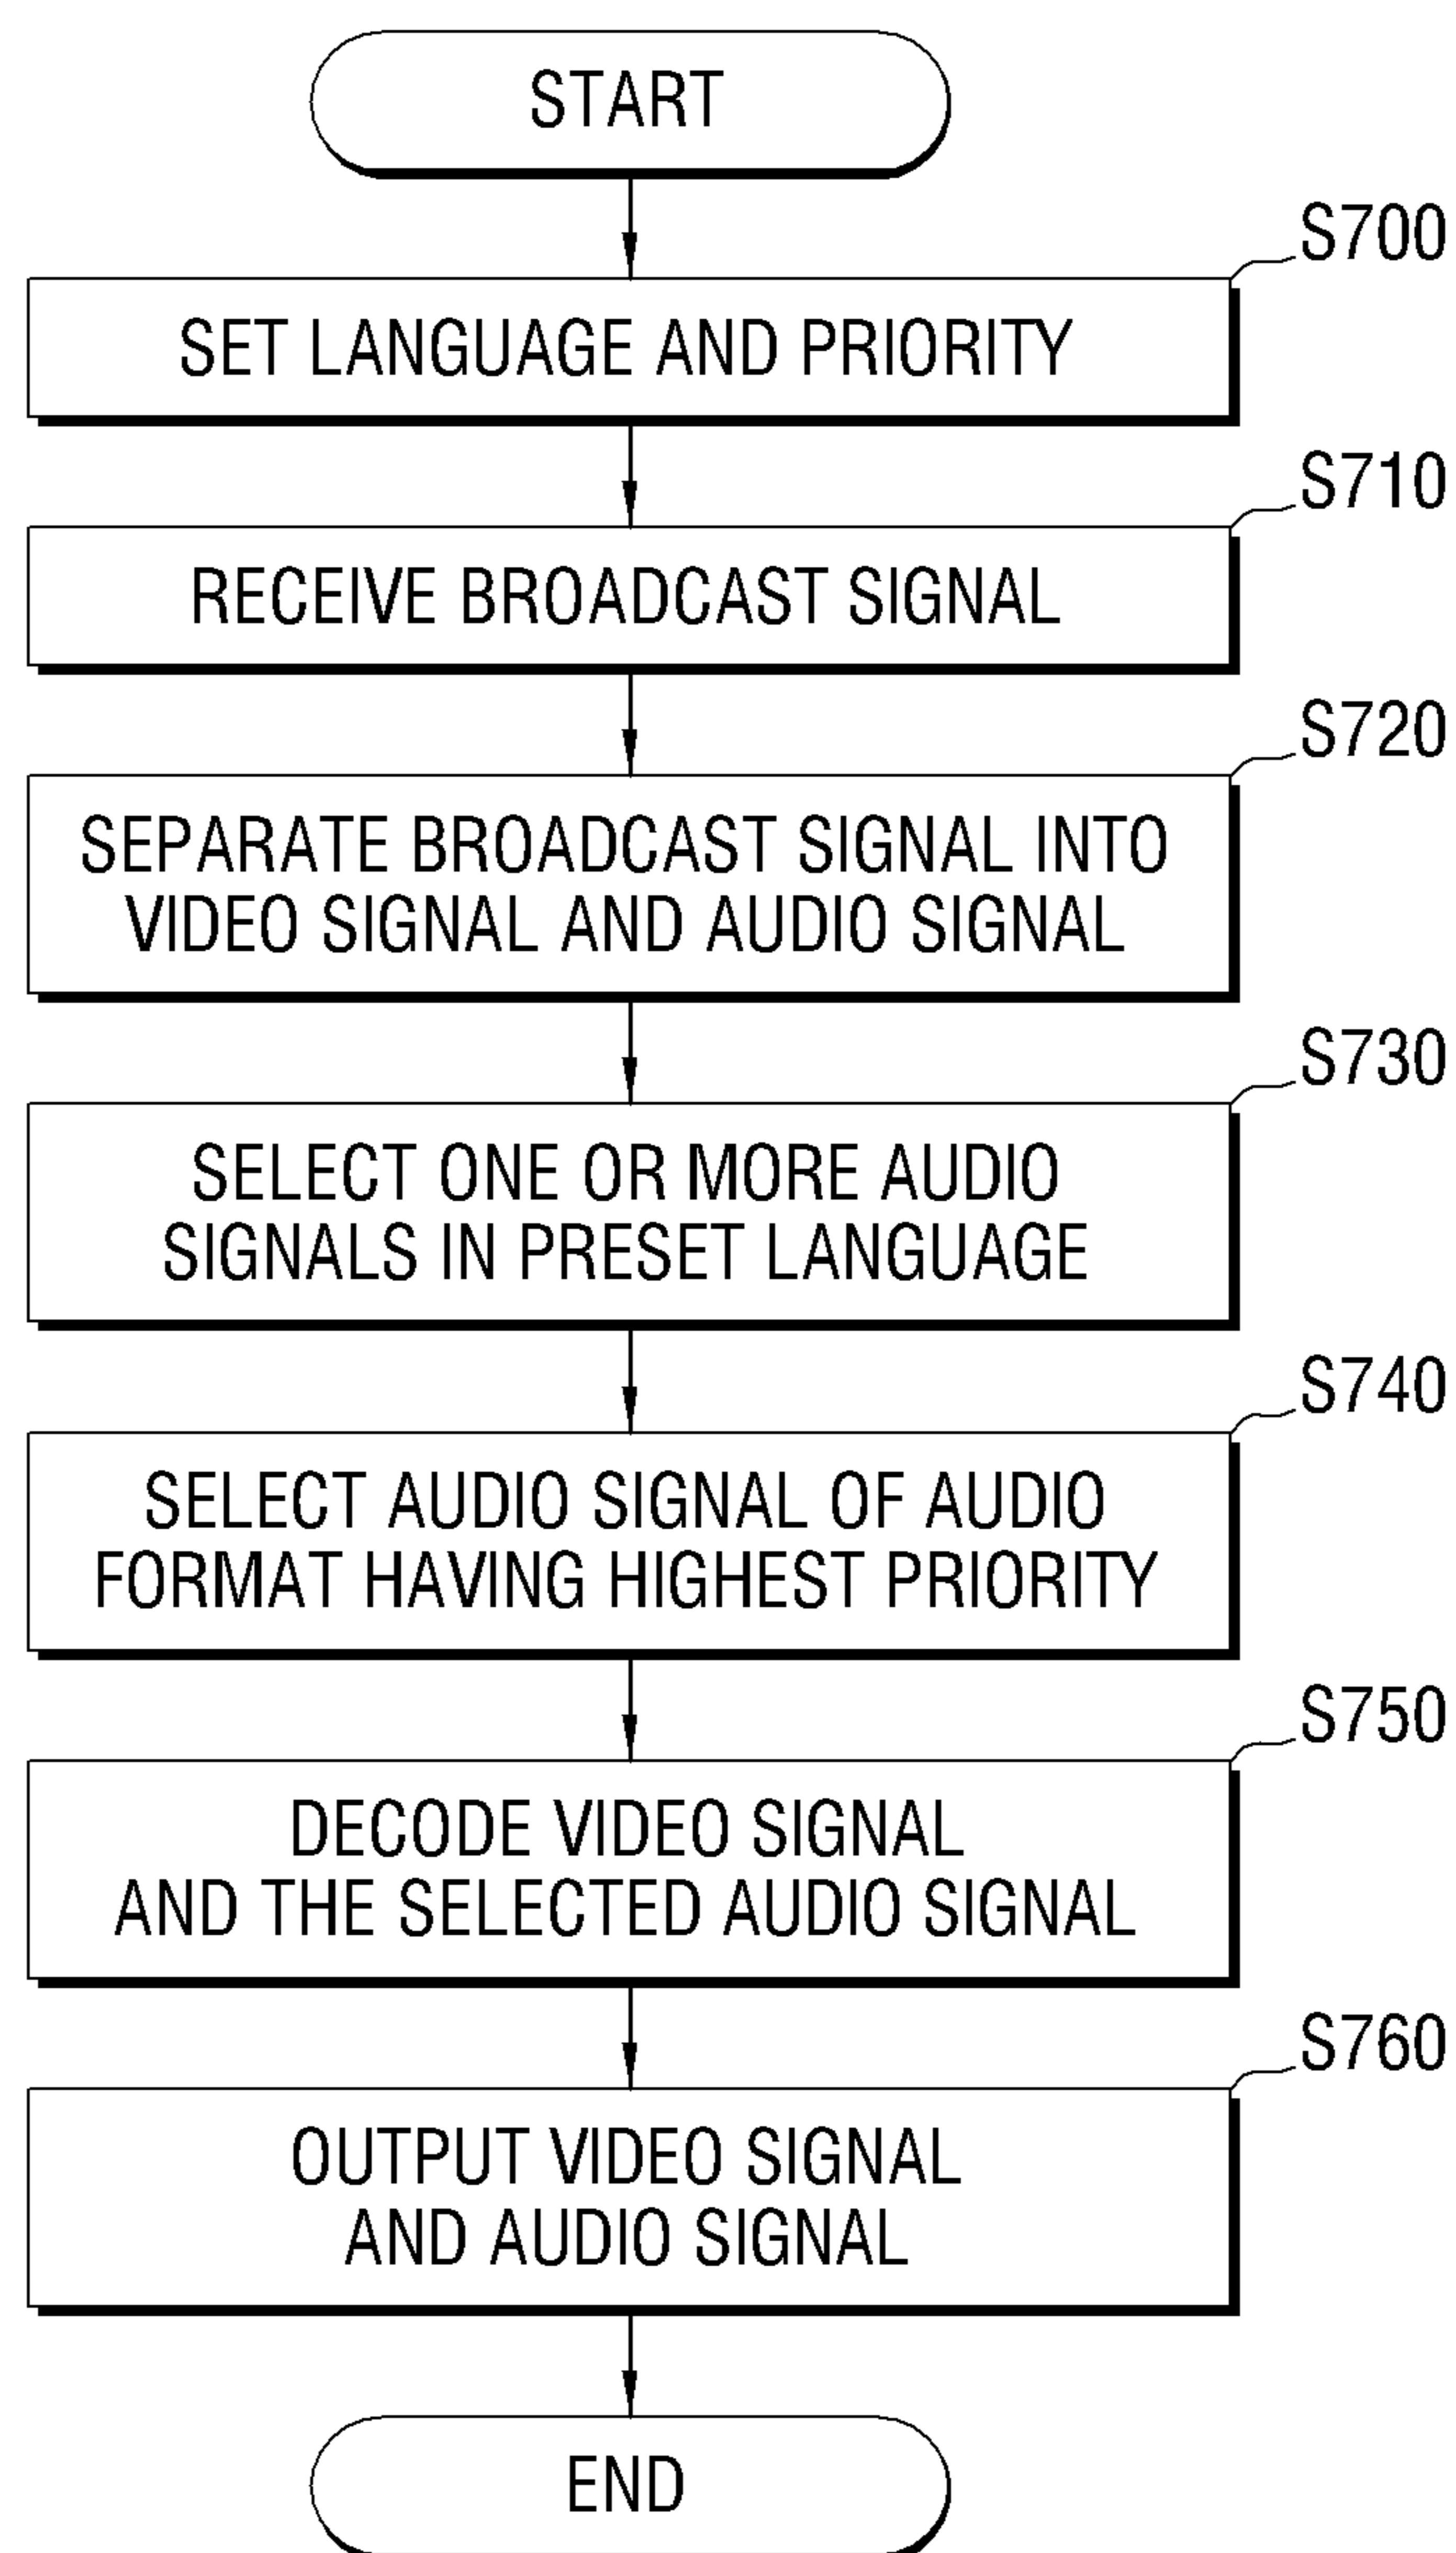 START
S700
SET LANGUAGE AND PRIORITY
S710
RECEIVE BROADCAST SIGNAL
S720
SEPARATE BROADCAST SIGNAL INTO
VIDEO SIGNAL AND AUDIO SIGNAL
S730
SELECT ONE OR MORE AUDIO
SIGNALS IN PRESET LANGUAGE
S740
SELECT AUDIO SIGNAL OF AUDIO
FORMAT HAVING HIGHEST PRIORITY
S750
DECODE VIDEO SIGNAL
AND THE SELECTED AUDIO SIGNAL
S760
OUTPUT VIDEO SIGNAL
AND AUDIO SIGNAL
END